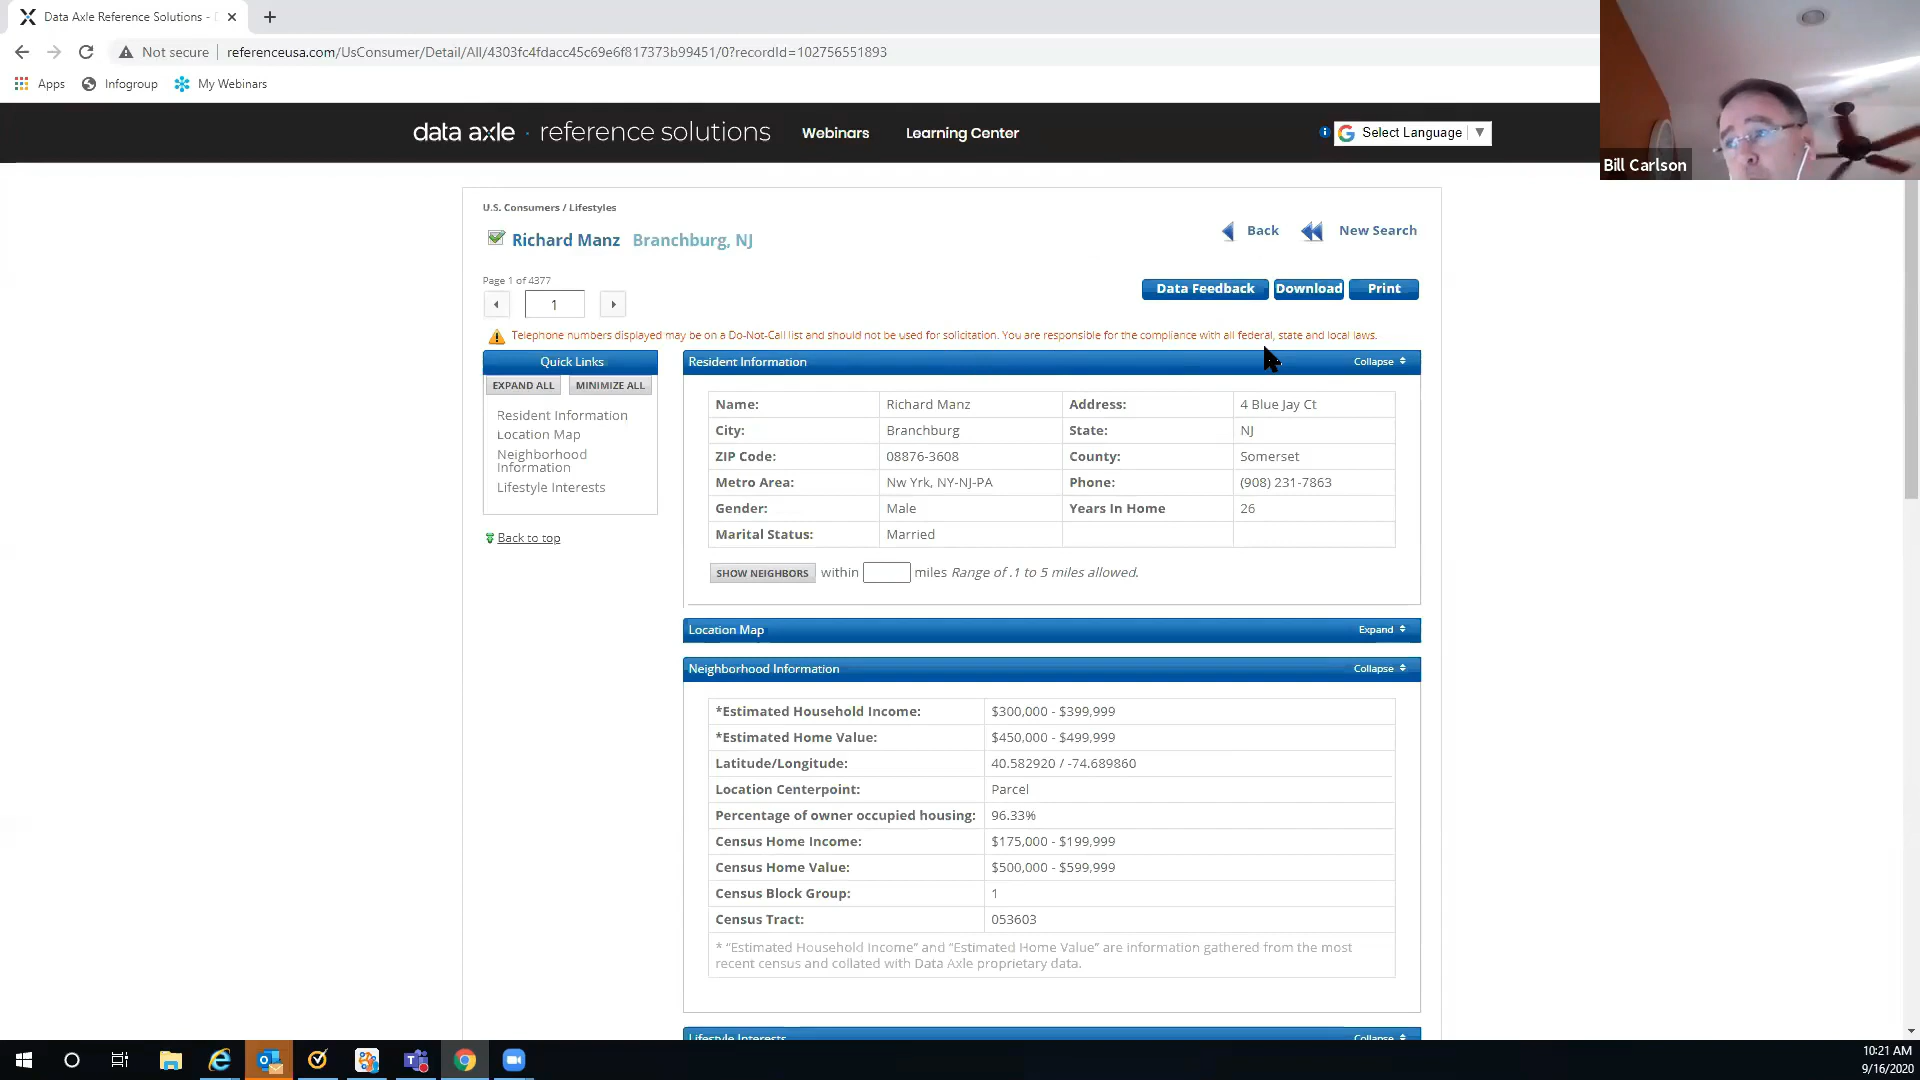 Data Axle Reference Solutions -
Not secure
referenceusa.com/UsConsumer/Detail/All/4303fc4fdacc45c69e6f817373b99451/0?recordId=102756551893
Apps Infogroup My Webinars
data axle · reference solutions Webinars Learning Center
Select Language
Bill Carlson
U.S. Consumers / Lifestyles
Richard Manz Branchburg, NJ
Back New Search
Page 1 of 4377
1
Data Feedback Download Print
Telephone numbers displayed may be on a Do-Not-Call list and should not be used for solicitation. You are responsible for the compliance with all federal, state and local laws.
Quick Links
EXPAND ALL MINIMIZE ALL
Resident Information
Location Map
Neighborhood
Information
Lifestyle Interests
Back to top
Resident Information Collapse
Name: Richard Manz Address: 4 Blue Jay Ct
City: Branchburg State: NJ
ZIP Code: 08876-3608 County: Somerset
Metro Area: Nw Yrk, NY-NJ-PA Phone: (908) 231-7863
Gender: Male Years In Home 26
Marital Status: Married
SHOW NEIGHBORS within miles Range of .1 to 5 miles allowed.
Location Map Expand
Neighborhood Information Collapse
*Estimated Household Income: $300,000 - $399,999
*Estimated Home Value: $450,000 - $499,999
Latitude/Longitude: 40.582920 / -74.689860
Location Centerpoint: Parcel
Percentage of owner occupied housing: 96.33%
Census Home Income: $175,000 - $199,999
Census Home Value: $500,000 - $599,999
Census Block Group: 1
Census Tract: 053603
* “Estimated Household Income” and “Estimated Home Value” are information gathered from the most
recent census and collated with Data Axle proprietary data.
Lifestyle Interests Collapse
10:21 AM
9/16/2020